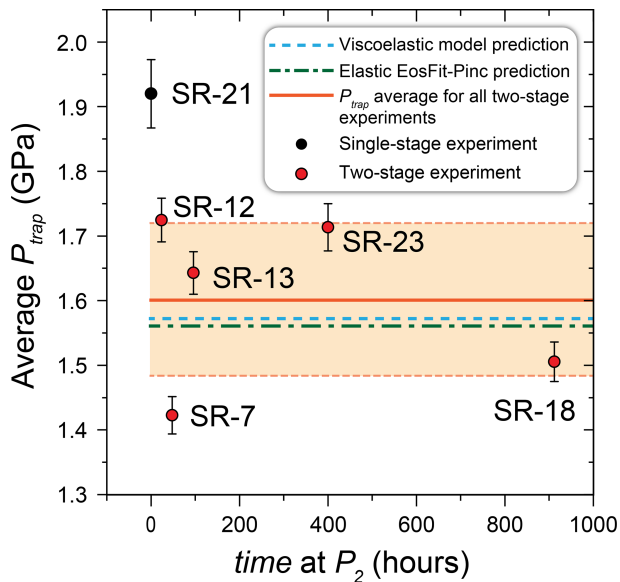 Viscoelastic model prediction
Elastic EosFit-Pinc prediction
P_trap average for all two-stage
experiments
Single-stage experiment
Two-stage experiment
2.0
1.9
1.8
1.7
1.6
1.5
1.4
1.3
Average P_trap (GPa)
SR-21
SR-12
SR-23
SR-13
SR-7
SR-18
0 200 400 600 800 1000
time at P_2 (hours)